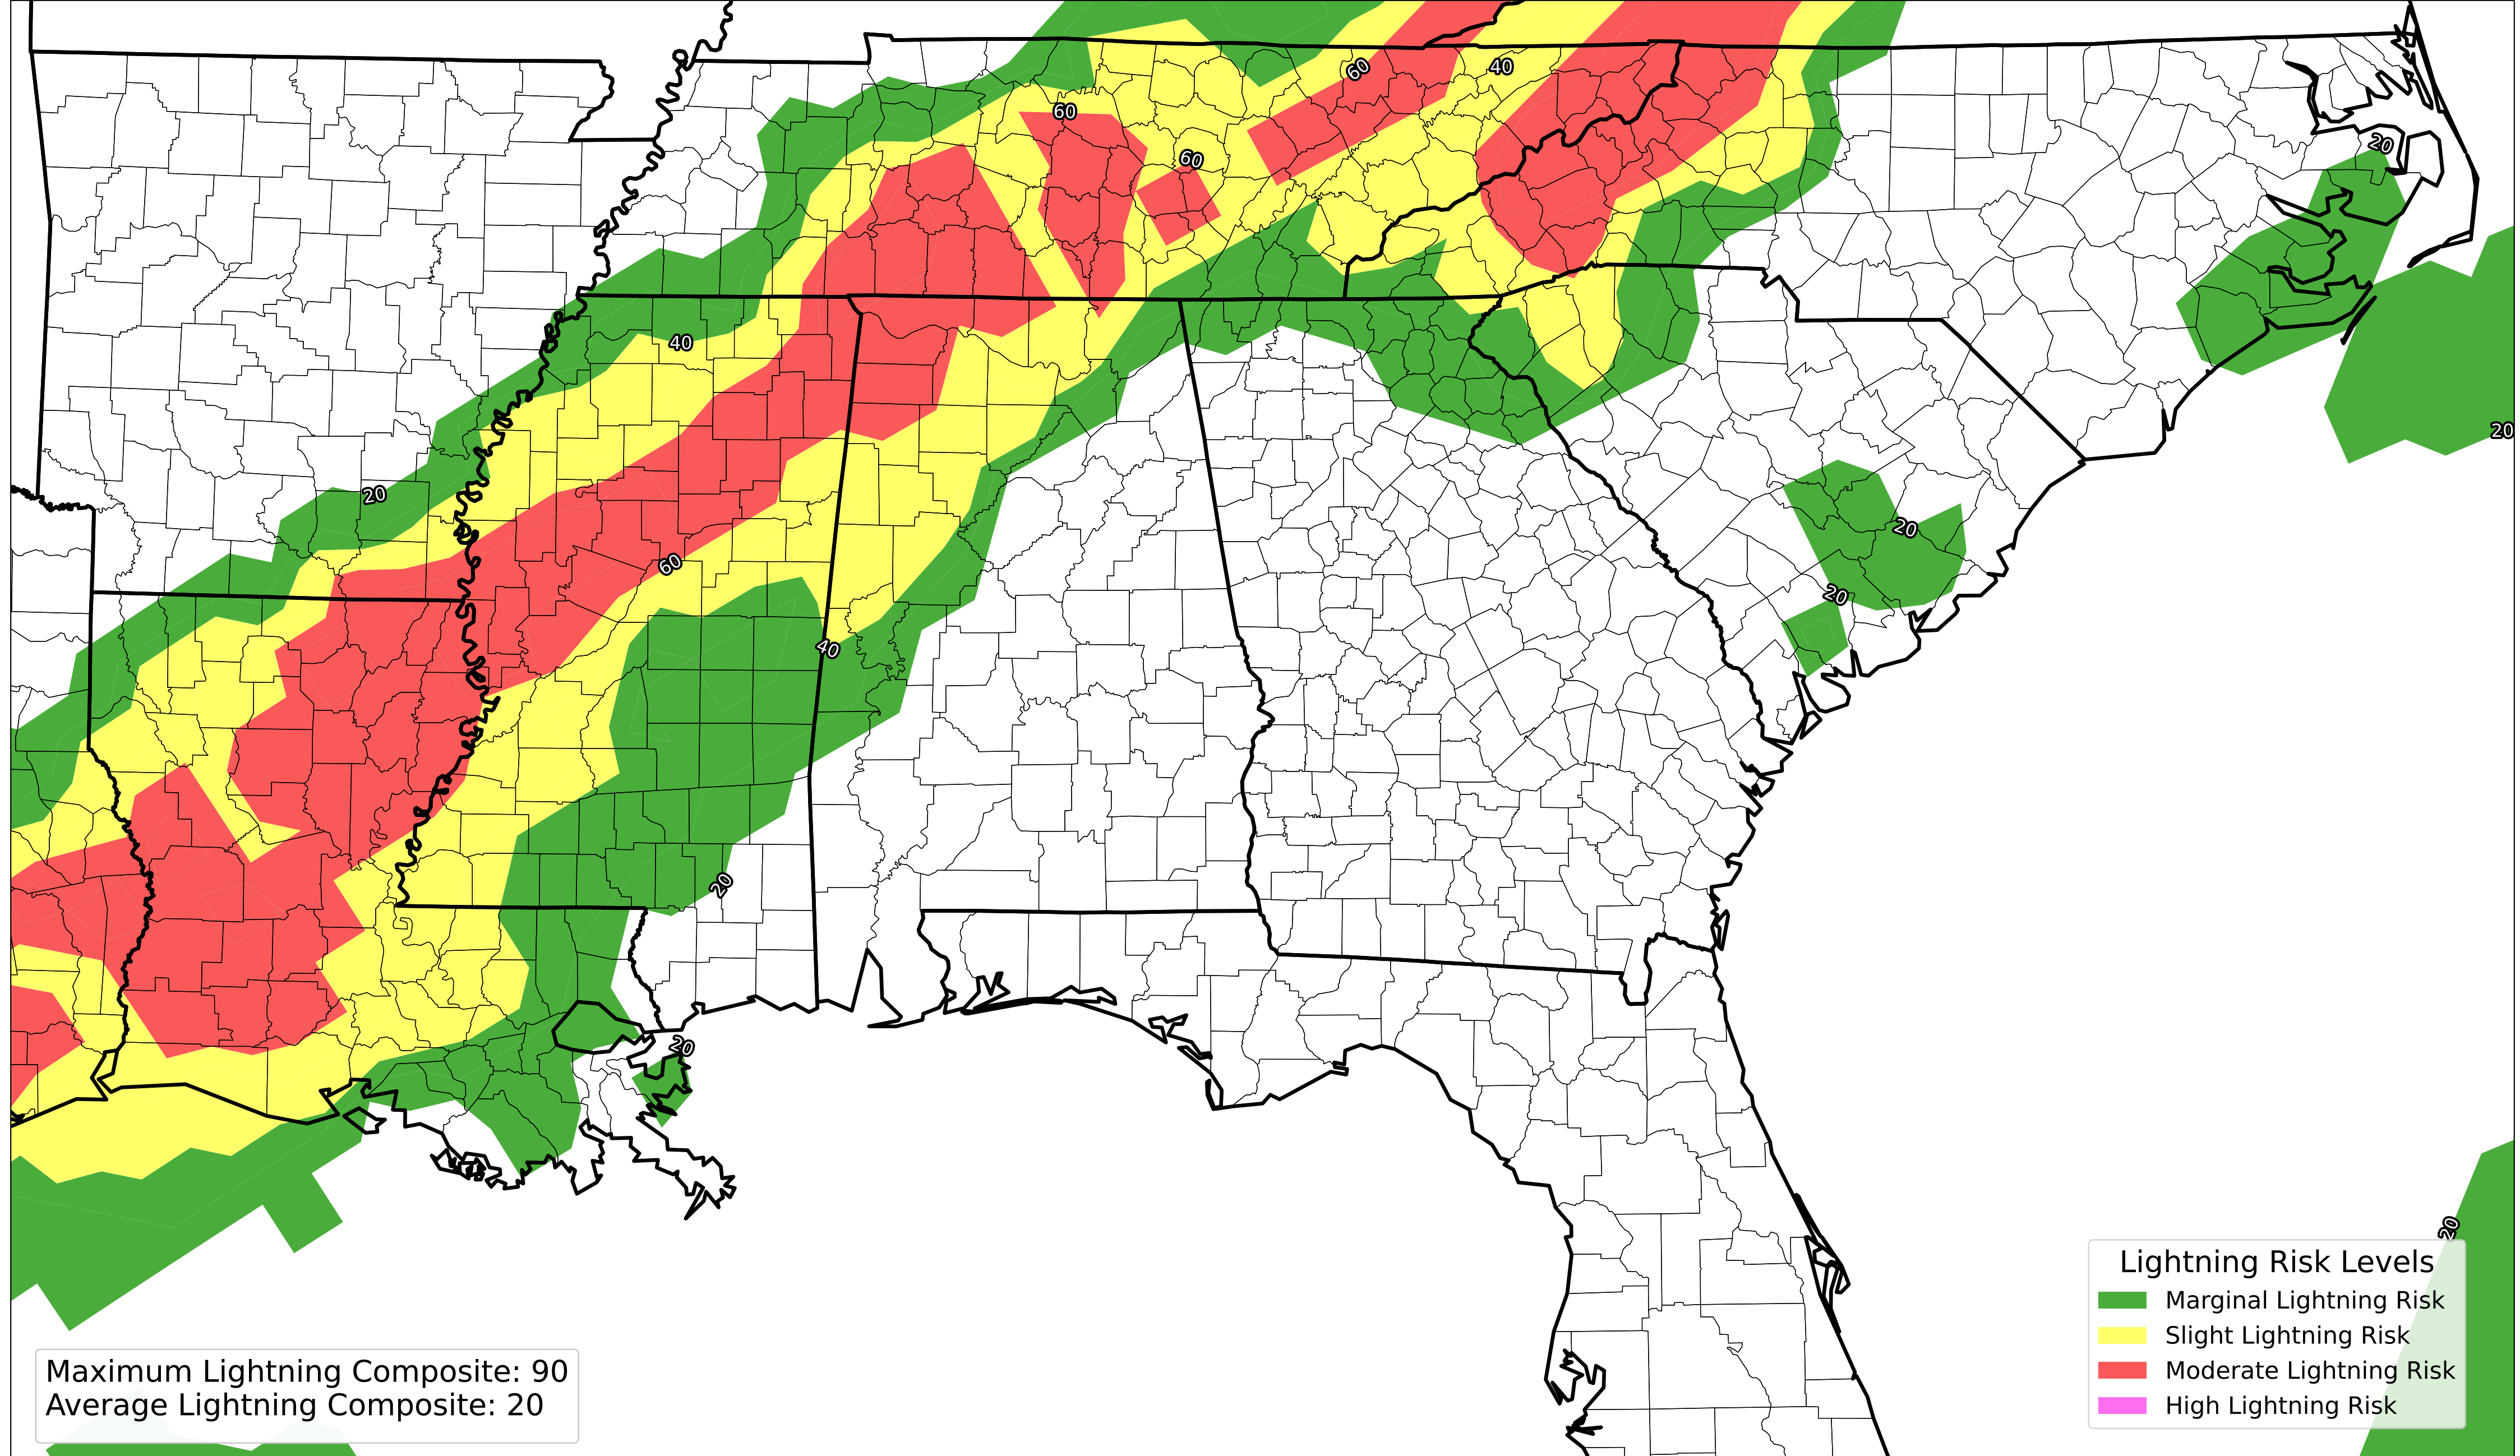 60
40
60
20
60
40
20
20
20
60
20
40
20
20
20
Lightning Risk Levels
Marginal Lightning Risk
Slight Lightning Risk
Moderate Lightning Risk
High Lightning Risk
Maximum Lightning Composite: 90
Average Lightning Composite: 20